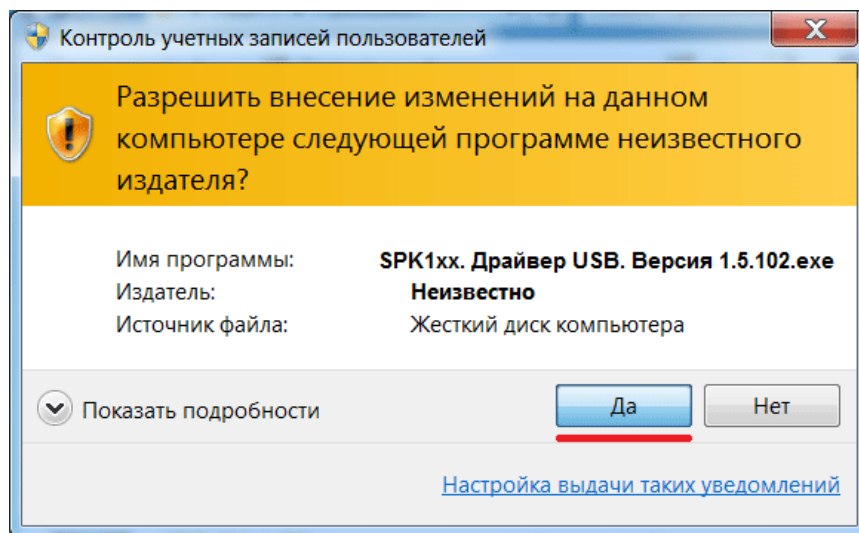 Контроль учетных записей пользователей
Разрешить внесение изменений на данном
компьютере следующей программе неизвестного
издателя?
Имя программы: SPK1xx. Драйвер USB. Версия 1.5.102.exe
Издатель: Неизвестно
Источник файла: Жесткий диск компьютера
Показать подробности Да Нет
Настройка выдачи таких уведомлений